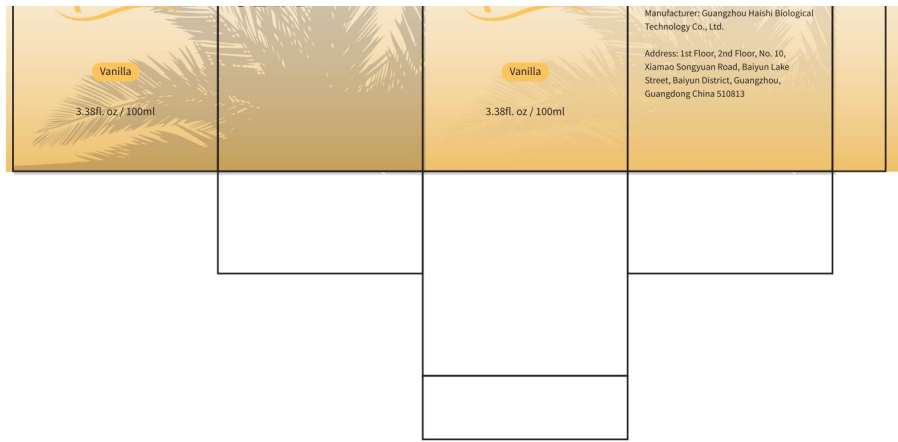 Vanilla
3.38fl. oz / 100ml
Vanilla
3.38fl. oz / 100ml
Manufacturer: Guangzhou Haishi Biological
Technology Co., Ltd.
Address: 1st Floor, 2nd Floor, No. 10,
Xiamao Songyuan Road, Baiyun Lake
Street, Baiyun District, Guangzhou,
Guangdong China 510813